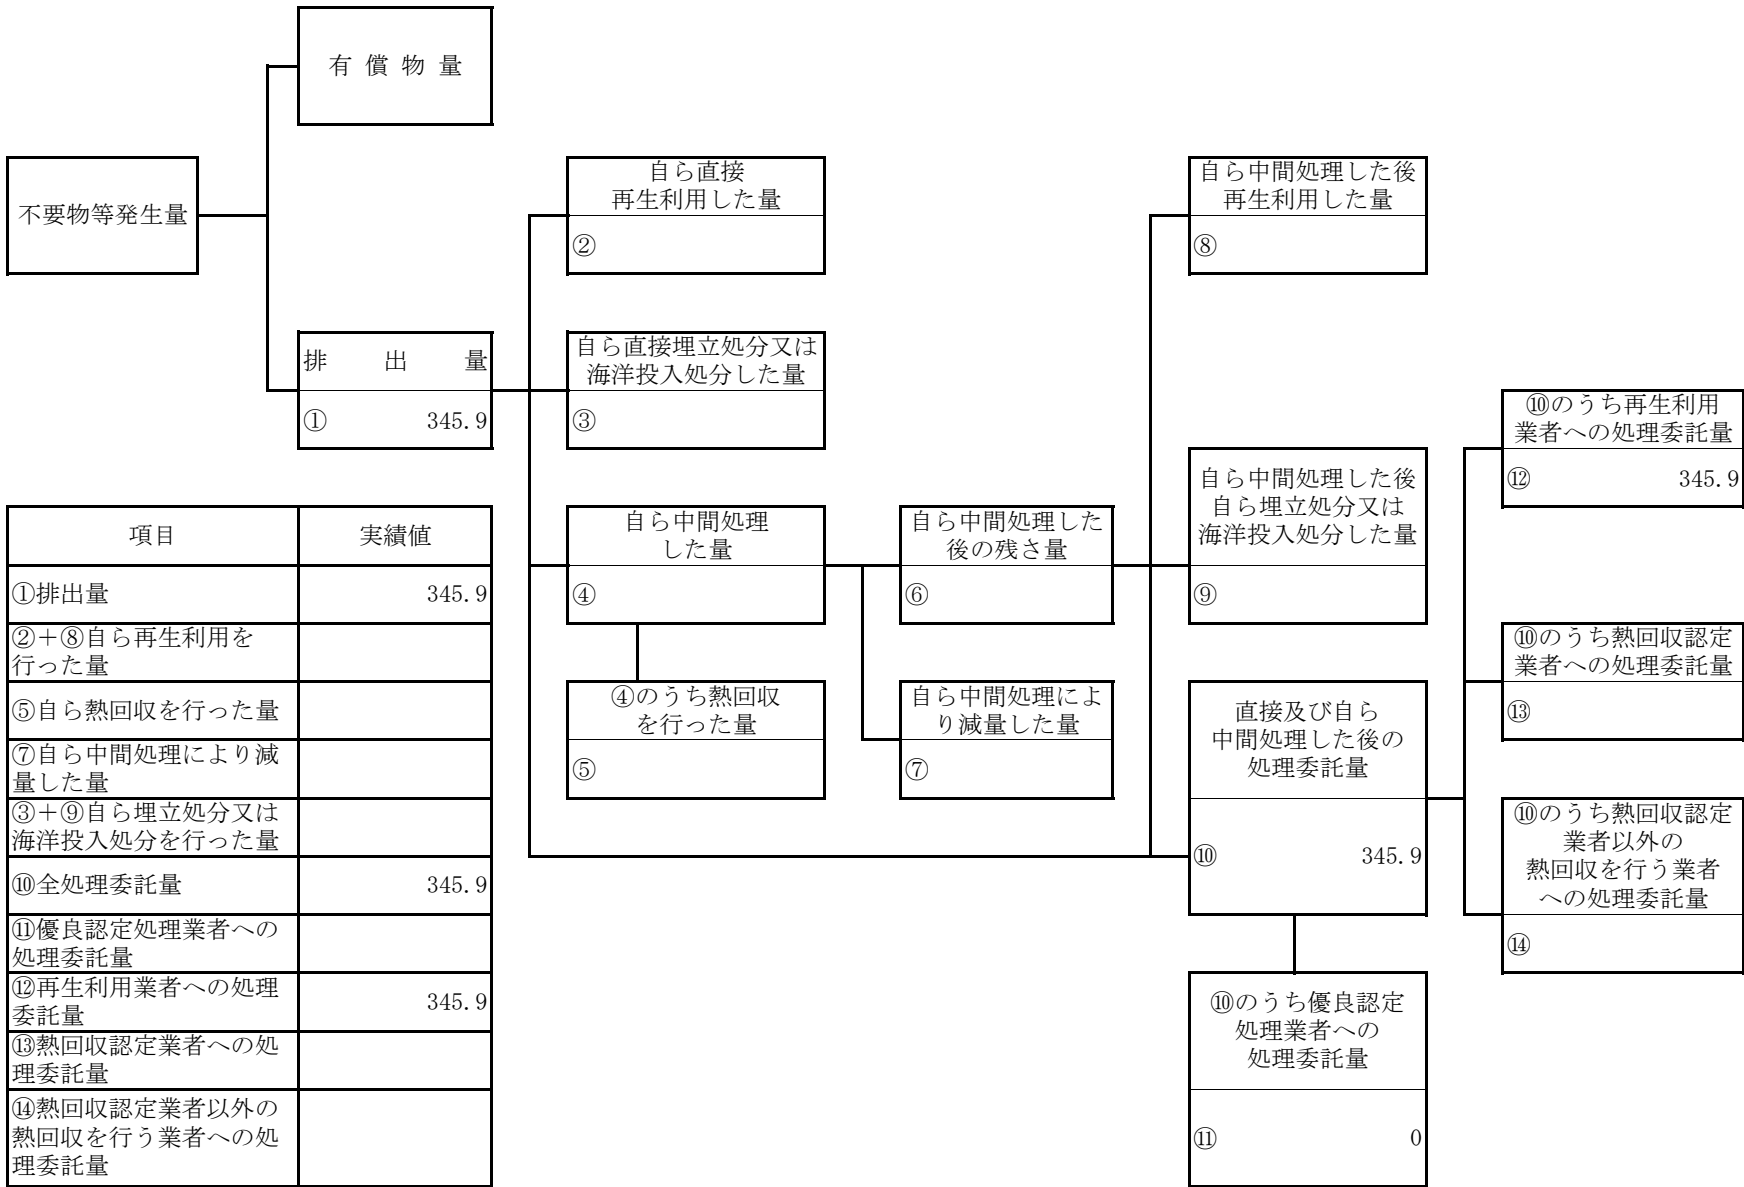 有償物量
不要物等発生量
自ら直接
再生利用した量
②
自ら中間処理した後
再生利用した量
⑧
排出量
① 345.9
自ら直接埋立処分又は
海洋投入処分した量
③
⑩のうち再生利用
業者への処理委託量
⑫ 345.9
自ら中間処理した後
自ら埋立処分又は
海洋投入処分した量
⑨
自ら中間処理
した量
④
自ら中間処理した
後の残さ量
⑥
⑩のうち熱回収認定
業者への処理委託量
⑬
④のうち熱回収
を行った量
⑤
自ら中間処理によ
り減量した量
⑦
直接及び自ら
中間処理した後の
処理委託量
⑩ 345.9
⑩のうち熱回収認定
業者以外の
熱回収を行う業者
への処理委託量
⑭
⑩のうち優良認定
処理業者への
処理委託量
⑪ 0
項目 実績値
①排出量 345.9
②+⑧自ら再生利用を
行った量
⑤自ら熱回収を行った量
⑦自ら中間処理により減
量した量
③+⑨自ら埋立処分又は
海洋投入処分を行った量
⑩全処理委託量 345.9
⑪優良認定処理業者への
処理委託量
⑫再生利用業者への処理
委託量 345.9
⑬熱回収認定業者への処
理委託量
⑭熱回収認定業者以外の
熱回収を行う業者への処
理委託量